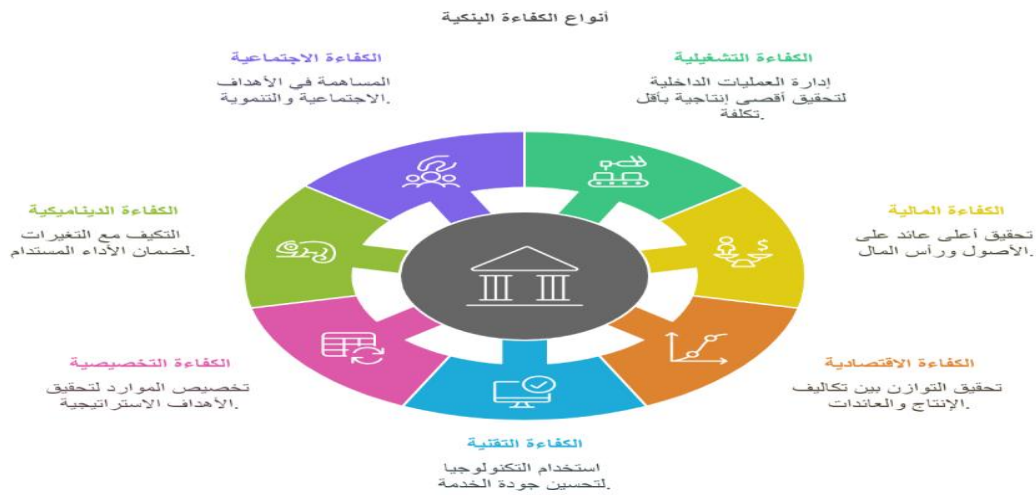 أنواع الكفاءة البنكية
الكفاءة التشغيلية
إدارة العمليات الداخلية
لتحقيق أقصى إنتاجية بأقل
تكلفة.
الكفاءة المالية
تحقيق أعلى عائد على
الأصول ورأس المال.
الكفاءة الاقتصادية
تحقيق التوازن بين تكاليف
الإنتاج والعائدات.
الكفاءة التقنية
استخدام التكنولوجيا
لتحسين جودة الخدمة.
الكفاءة التخصيصية
تخصيص الموارد لتحقيق
الأهداف الاستراتيجية.
الكفاءة الديناميكية
التكيف مع التغيرات
لضمان الأداء المستدام.
الكفاءة الاجتماعية
المساهمة في الأهداف
الاجتماعية والتنموية.
$